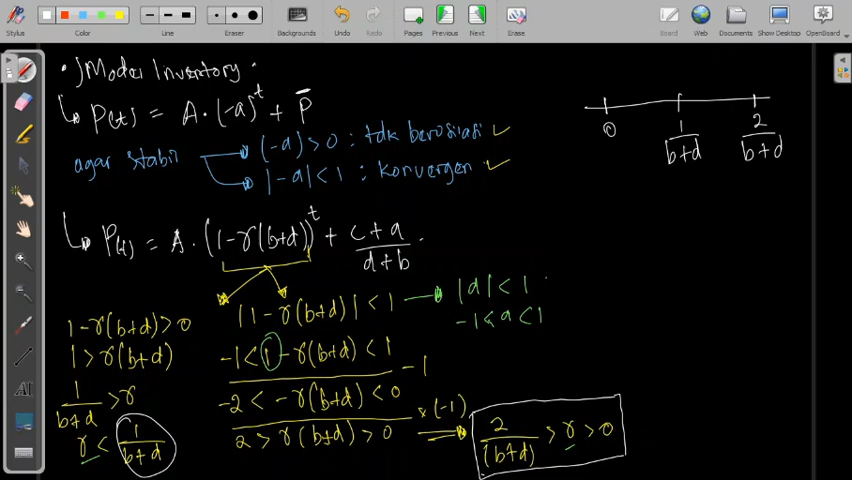 Stylus
Color
Line
Eraser
Backgrounds
Undo
Redo
Pages
Previous
Next
Erase
Board
Web
Documents
Show Desktop
OpenBoard
• Model Inventory.
P(t) = A·(-a)^t + P̄
agar stabil
(-a) > 0 : tdk berosilasi ✓
|-a| < 1 : konvergen ✓
0 1/(b+d) 2/(b+d)
P(t) = A·(1-γ(b+d))^t + (c+a)/(d+b)
1-γ(b+d) > 0
1 > γ(b+d)
1/(b+d) > γ
γ < 1/(b+d)
|1-γ(b+d)| < 1
|a| < 1
-1 < a < 1
-1 < 1-γ(b+d) < 1
-1
-2 < -γ(b+d) < 0
×(-1)
2 > γ(b+d) > 0
2/(b+d) > γ > 0